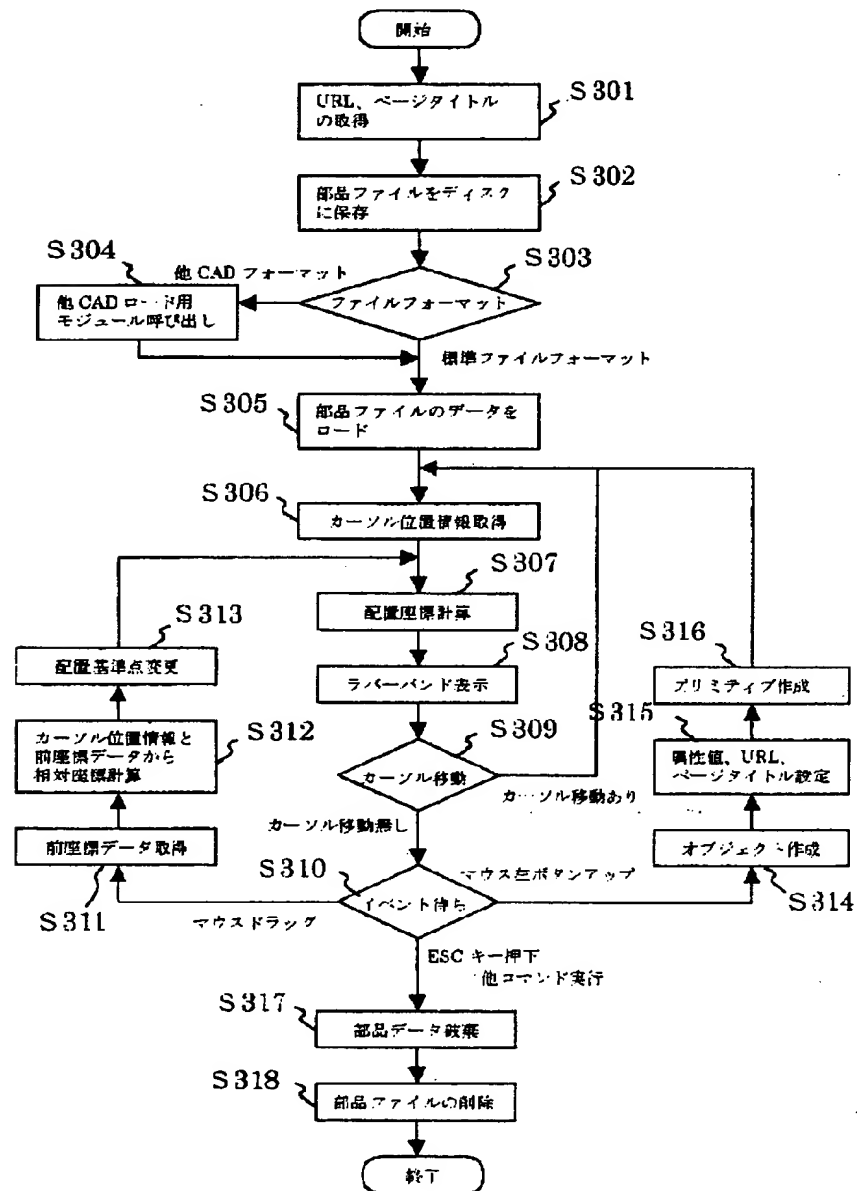 開始
URL、ページタイトル
の取得
S301
部品ファイルをディスク
に保存
S302
S303
ファイルフォーマット
他CADフォーマット
S304
他CADロード用
モジュール呼び出し
標準ファイルフォーマット
S305
部品ファイルのデータを
ロード
S306
カーソル位置情報取得
S307
配置座標計算
S308
ラバーバンド表示
S309
カーソル移動
カーソル移動あり
カーソル移動無し
S310
イベント待ち
マウスドラッグ
マウス左ボタンアップ
ESCキー押下
他コマンド実行
S313
配置基準点変更
S312
カーソル位置情報と
前座標データから
相対座標計算
前座標データ取得
S311
S316
プリミティブ作成
S315
属性値、URL、
ページタイトル設定
オブジェクト作成
S314
S317
部品データ破棄
S318
部品ファイルの削除
終了